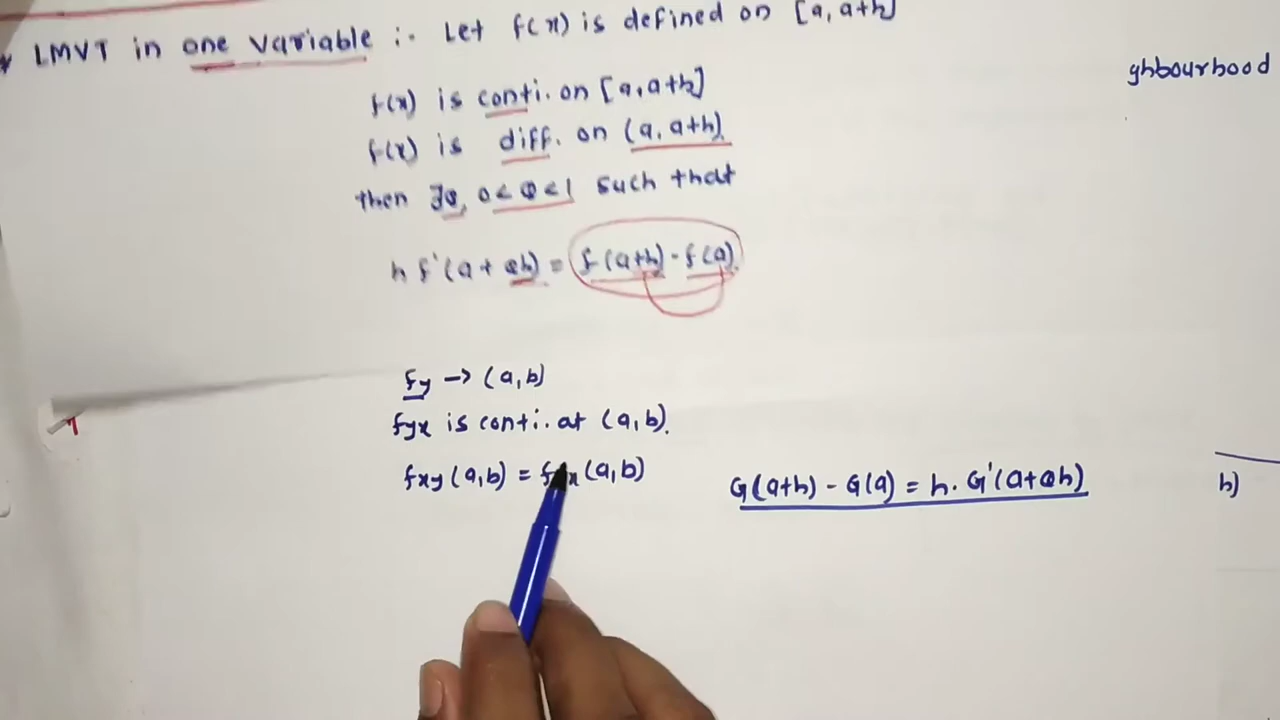 LMVT in one variable :- Let f(x) is defined on [a, a+h]
ghbourhood
f(x) is conti. on [a, a+h]
f(x) is diff. on (a, a+h)
then ∃θ, 0<θ<1 such that
h f'(a+θh) = f(a+h) - f(a)
fy → (a,b)
fyx is conti. at (a,b).
fxy(a,b) = fyx(a,b)
G(a+h) - G(a) = h. G'(a+θh)
h)